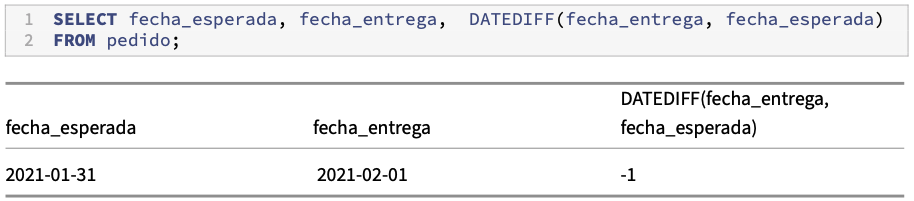 1 SELECT fecha_esperada, fecha_entrega,  DATEDIFF(fecha_entrega, fecha_esperada)
2 FROM pedido;
DATEDIFF(fecha_entrega,
fecha_esperada fecha_entrega fecha_esperada)
2021-01-31 2021-02-01 -1